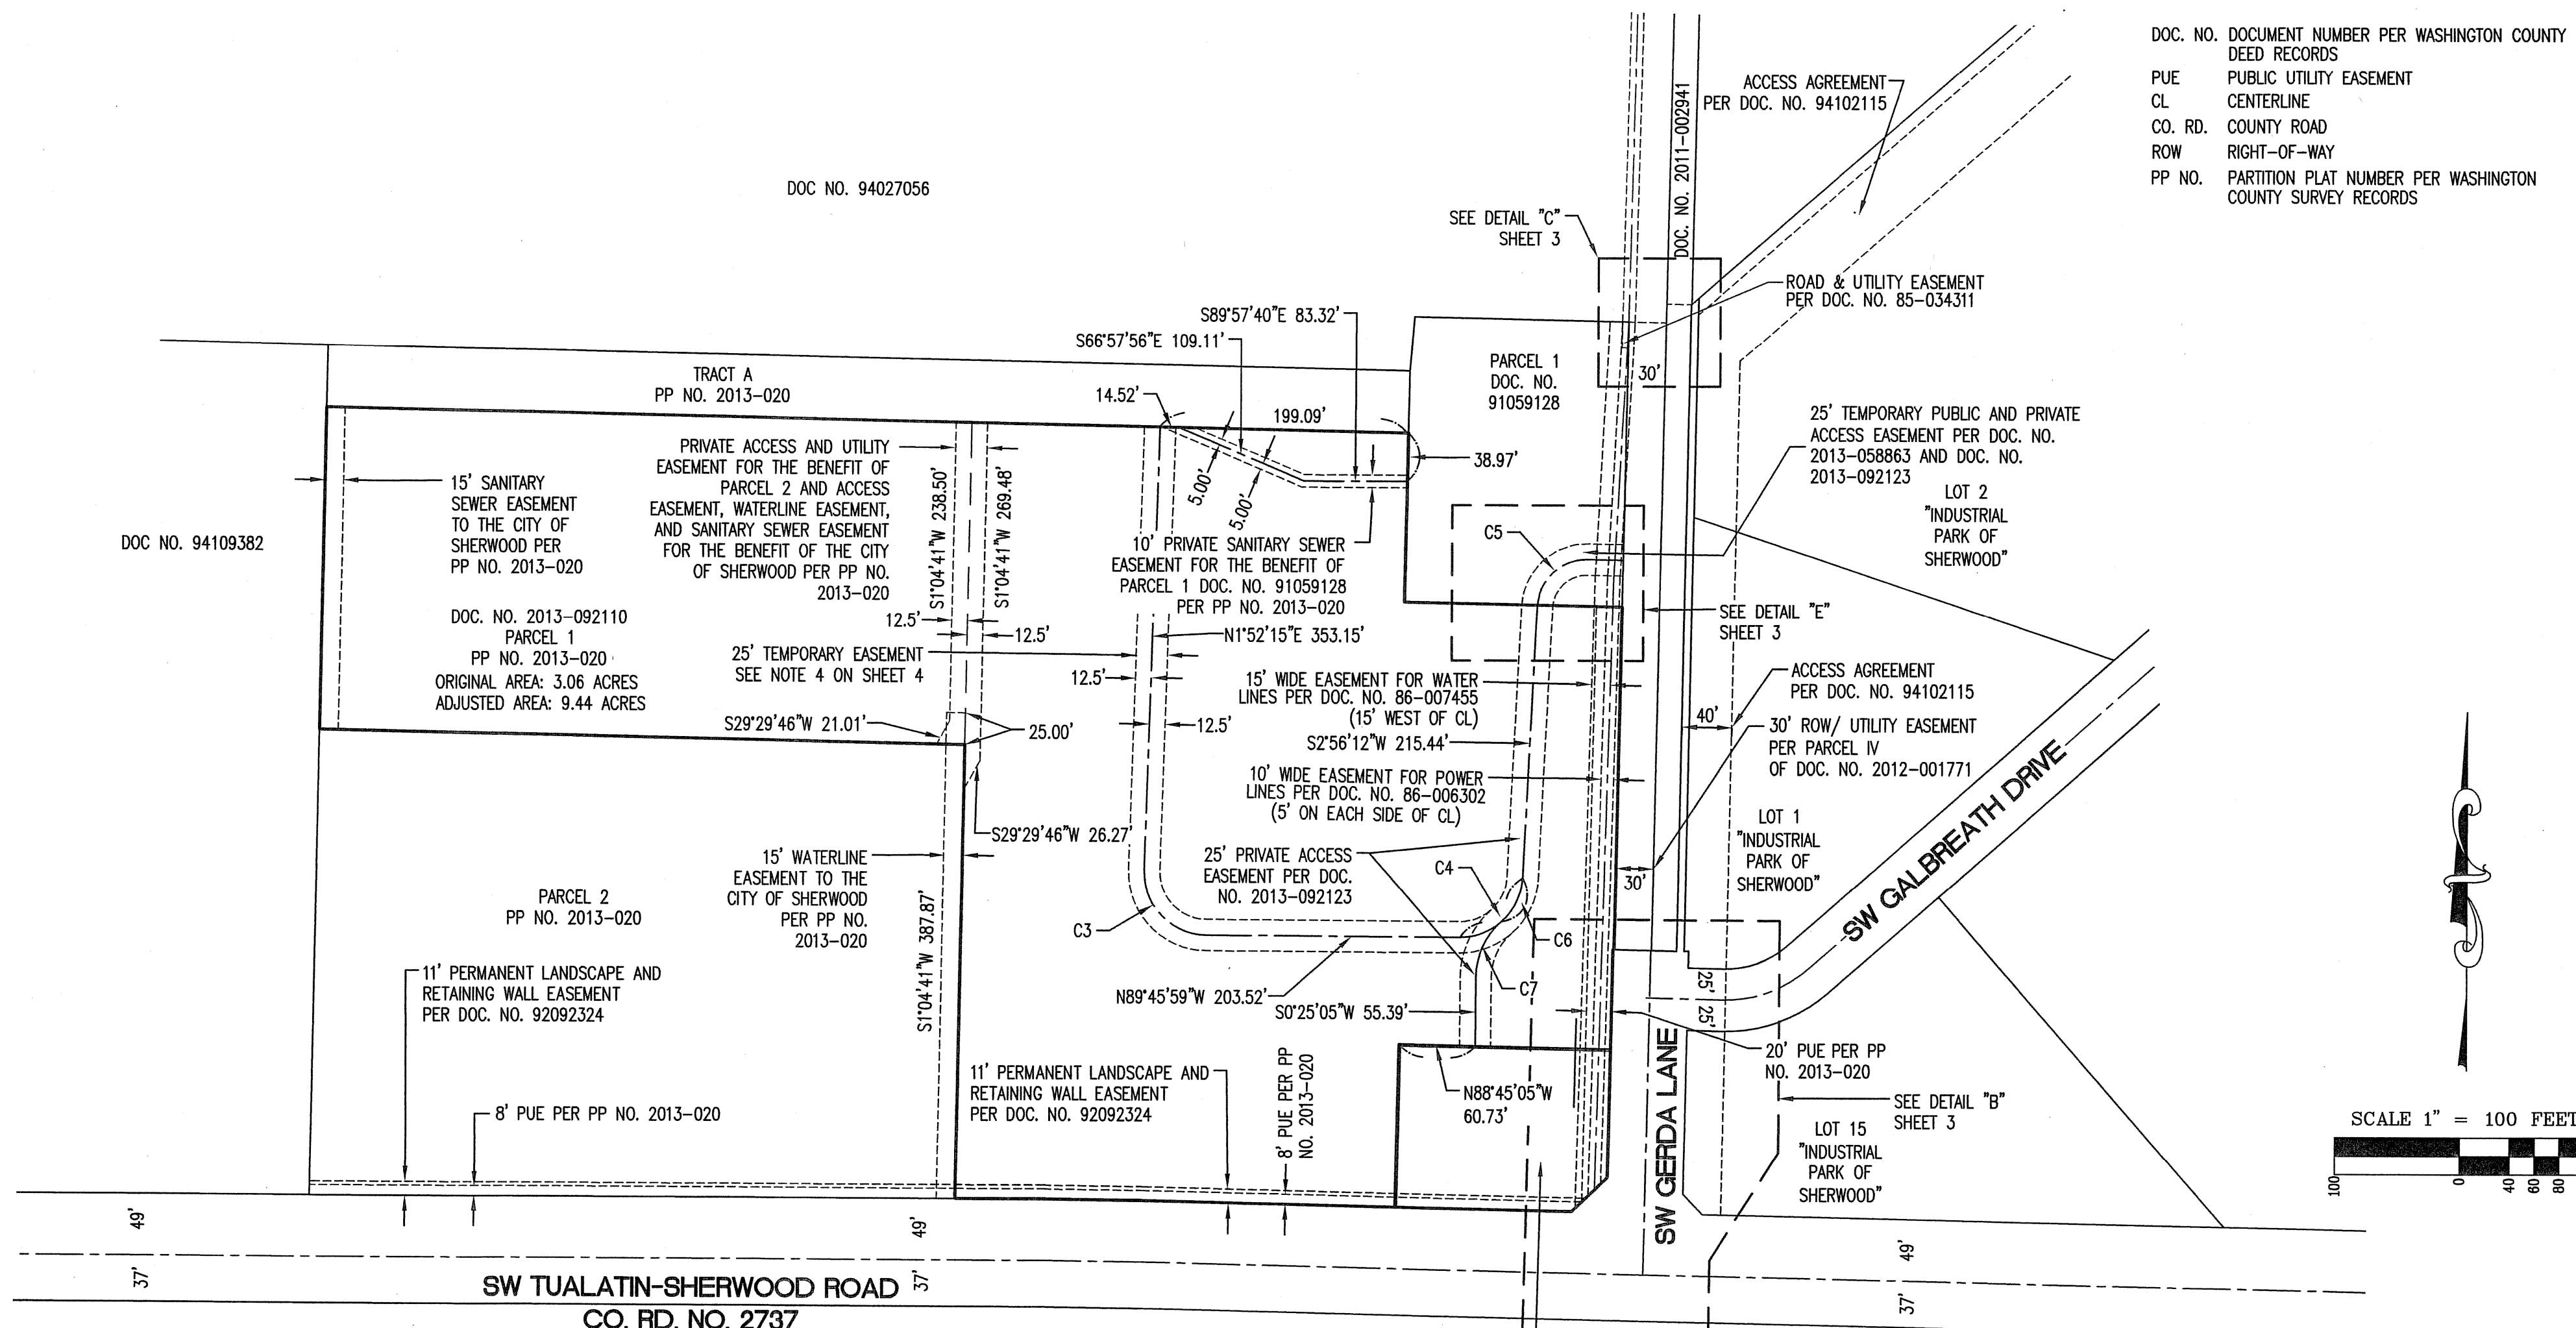 DOC. NO. DOCUMENT NUMBER PER WASHINGTON COUNTY
DEED RECORDS
PUE PUBLIC UTILITY EASEMENT
CL CENTERLINE
CO. RD. COUNTY ROAD
ROW RIGHT-OF-WAY
PP NO. PARTITION PLAT NUMBER PER WASHINGTON
COUNTY SURVEY RECORDS
ACCESS AGREEMENT
PER DOC. NO. 94102115
DOC. NO. 2011-002941
DOC NO. 94027056
SEE DETAIL "C"
SHEET 3
ROAD & UTILITY EASEMENT
PER DOC. NO. 85-034311
S89°57'40"E 83.32'
S66°57'56"E 109.11'
PARCEL 1
DOC. NO.
91059128
30'
TRACT A
PP NO. 2013-020
14.52'
199.09'
38.97'
5.00'
5.00'
25' TEMPORARY PUBLIC AND PRIVATE
ACCESS EASEMENT PER DOC. NO.
2013-058863 AND DOC. NO.
2013-092123
LOT 2
"INDUSTRIAL
PARK OF
SHERWOOD"
PRIVATE ACCESS AND UTILITY
EASEMENT FOR THE BENEFIT OF
PARCEL 2 AND ACCESS
EASEMENT, WATERLINE EASEMENT,
AND SANITARY SEWER EASEMENT
FOR THE BENEFIT OF THE CITY
OF SHERWOOD PER PP NO.
2013-020
S1°04'41"W 238.50'
S1°04'41"W 269.48'
15' SANITARY
SEWER EASEMENT
TO THE CITY OF
SHERWOOD PER
PP NO. 2013-020
DOC NO. 94109382
C5
10' PRIVATE SANITARY SEWER
EASEMENT FOR THE BENEFIT OF
PARCEL 1 DOC. NO. 91059128
PER PP NO. 2013-020
DOC. NO. 2013-092110
PARCEL 1
PP NO. 2013-020
ORIGINAL AREA: 3.06 ACRES
ADJUSTED AREA: 9.44 ACRES
12.5'
12.5'
N1°52'15"E 353.15'
SEE DETAIL "E"
SHEET 3
25' TEMPORARY EASEMENT
SEE NOTE 4 ON SHEET 4
12.5'
12.5'
15' WIDE EASEMENT FOR WATER
LINES PER DOC. NO. 86-007455
(15' WEST OF CL)
ACCESS AGREEMENT
PER DOC. NO. 94102115
S29°29'46"W 21.01'
25.00'
S2°56'12"W 215.44'
40'
30' ROW/ UTILITY EASEMENT
PER PARCEL IV
OF DOC. NO. 2012-001771
10' WIDE EASEMENT FOR POWER
LINES PER DOC. NO. 86-006302
(5' ON EACH SIDE OF CL)
S29°29'46"W 26.27'
LOT 1
"INDUSTRIAL
PARK OF
SHERWOOD"
SW GALBREATH DRIVE
15' WATERLINE
EASEMENT TO THE
CITY OF SHERWOOD
PER PP NO.
2013-020
25' PRIVATE ACCESS
EASEMENT PER DOC.
NO. 2013-092123
C4
30'
PARCEL 2
PP NO. 2013-020
S1°04'41"W 387.87'
C3
C6
C7
11' PERMANENT LANDSCAPE AND
RETAINING WALL EASEMENT
PER DOC. NO. 92092324
N89°45'59"W 203.52'
S0°25'05"W 55.39'
25'
25'
20' PUE PER PP
NO. 2013-020
11' PERMANENT LANDSCAPE AND
RETAINING WALL EASEMENT
PER DOC. NO. 92092324
8' PUE PER PP
NO. 2013-020
N88°45'05"W
60.73'
8' PUE PER PP NO. 2013-020
SW GERDA LANE
SEE DETAIL "B"
SHEET 3
LOT 15
"INDUSTRIAL
PARK OF
SHERWOOD"
SCALE 1" = 100 FEET
100
0
40
60
80
49'
49'
49'
37'
37'
37'
SW TUALATIN-SHERWOOD ROAD
CO. RD. NO. 2737